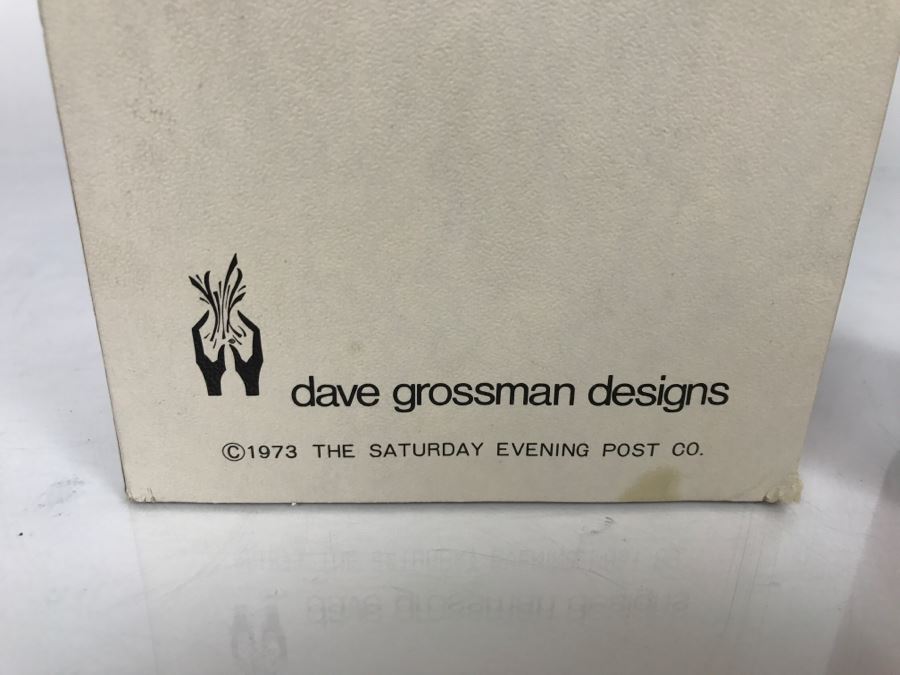 dave grossman designs
©1973 THE SATURDAY EVENING POST CO.